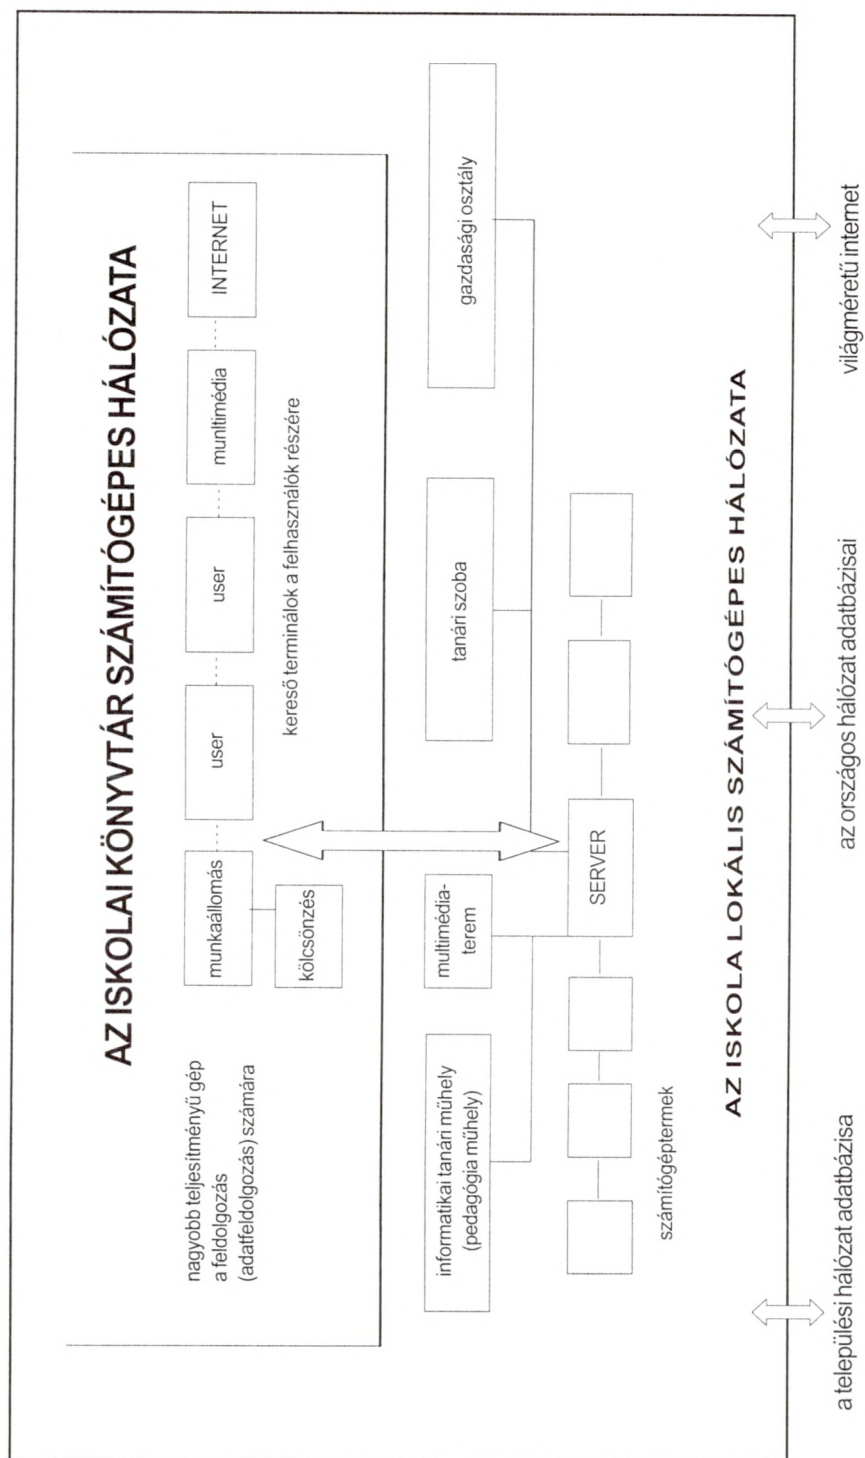 AZ ISKOLAI KÖNYVTÁR SZÁMÍTÓGÉPES HÁLÓZATA
nagyobb teljesítményű gép
a feldolgozás
(adatfeldolgozás) számára
munkaállomás
user
user
munltimédia
INTERNET
kölcsönzés
kereső terminálok a felhasználók részére
informatikai tanári műhely
(pedagógia műhely)
multimédia-
terem
tanári szoba
gazdasági osztály
SERVER
számítógéptermek
AZ ISKOLA LOKÁLIS SZÁMÍTÓGÉPES HÁLÓZATA
a települési hálózat adatbázisa
az országos hálózat adatbázisai
világméretű internet